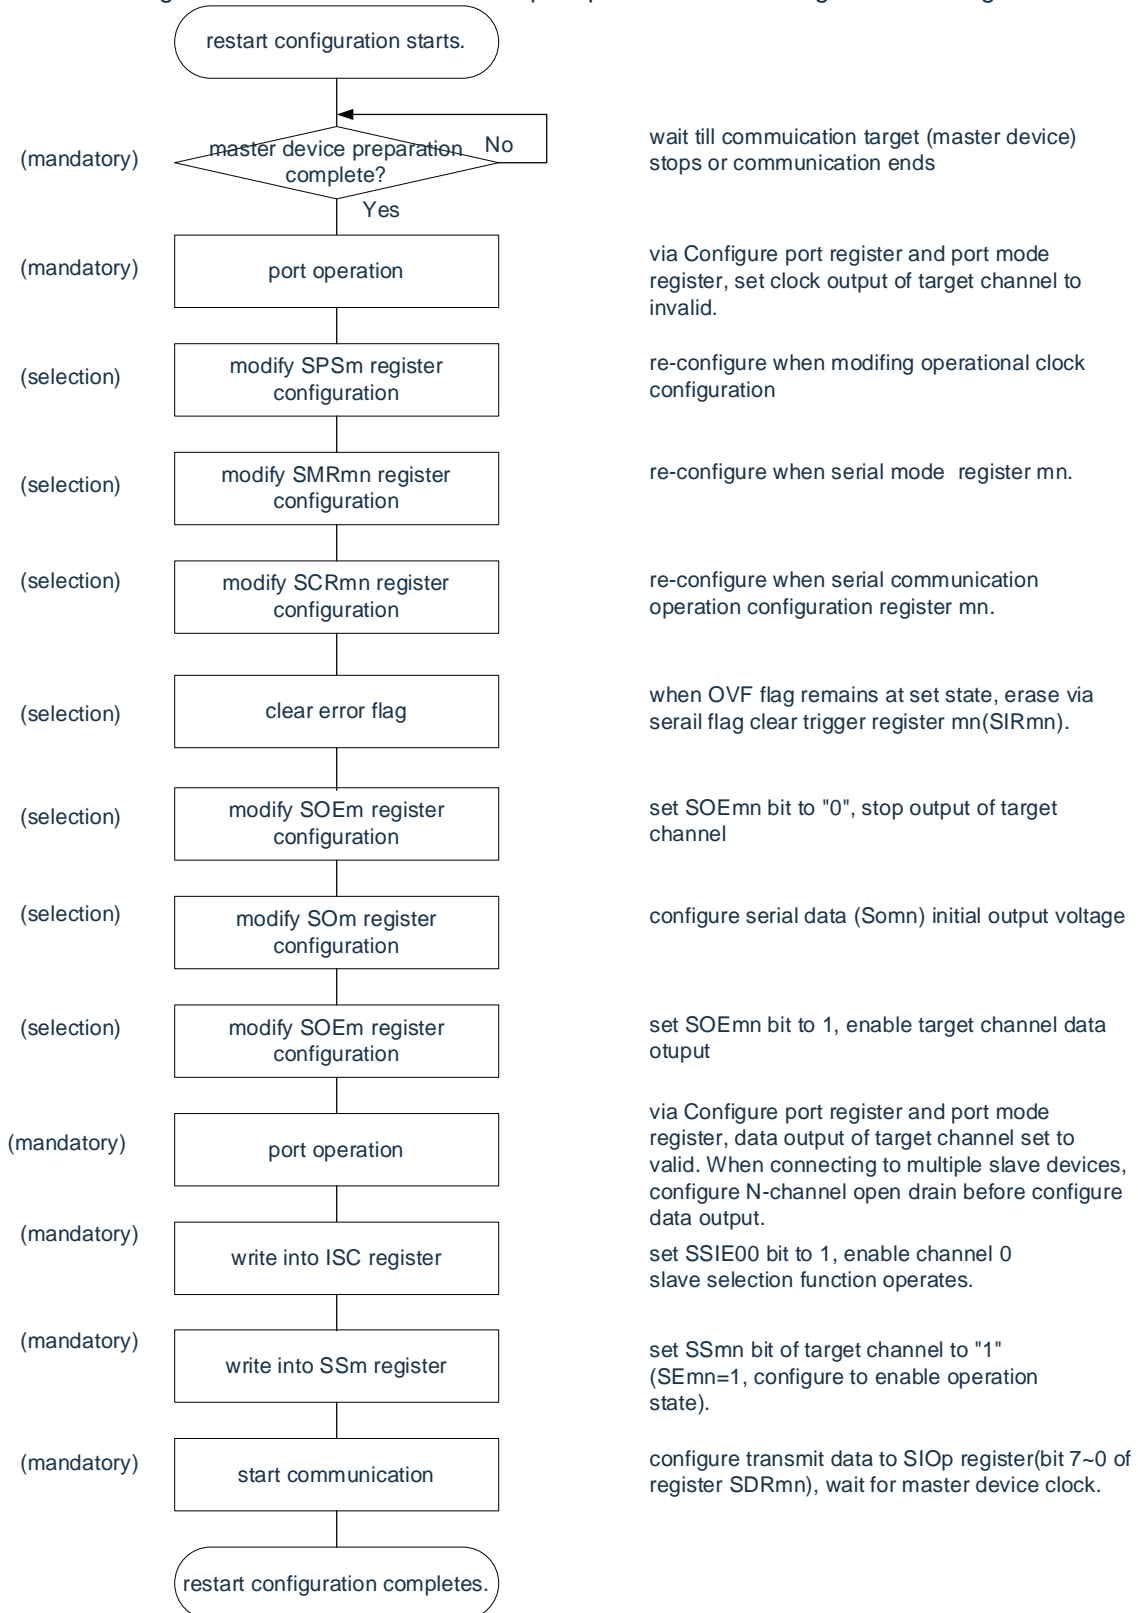 restart configuration starts.
(mandatory)
master device preparation
complete?
No
Yes
wait till commuication target (master device)
stops or communication ends
(mandatory)
port operation
via Configure port register and port mode
register, set clock output of target channel to
invalid.
(selection)
modify SPSm register
configuration
re-configure when modifing operational clock
configuration
(selection)
modify SMRmn register
configuration
re-configure when serial mode register mn.
(selection)
modify SCRmn register
configuration
re-configure when serial communication
operation configuration register mn.
(selection)
clear error flag
when OVF flag remains at set state, erase via
serail flag clear trigger register mn(SIRmn).
(selection)
modify SOEm register
configuration
set SOEmn bit to "0", stop output of target
channel
(selection)
modify SOm register
configuration
configure serial data (Somn) initial output voltage
(selection)
modify SOEm register
configuration
set SOEmn bit to 1, enable target channel data
otuput
(mandatory)
port operation
via Configure port register and port mode
register, data output of target channel set to
valid. When connecting to multiple slave devices,
configure N-channel open drain before configure
data output.
(mandatory)
write into ISC register
set SSIE00 bit to 1, enable channel 0
slave selection function operates.
(mandatory)
write into SSm register
set SSmn bit of target channel to "1"
(SEmn=1, configure to enable operation
state).
(mandatory)
start communication
configure transmit data to SIOp register(bit 7~0 of
register SDRmn), wait for master device clock.
restart configuration completes.